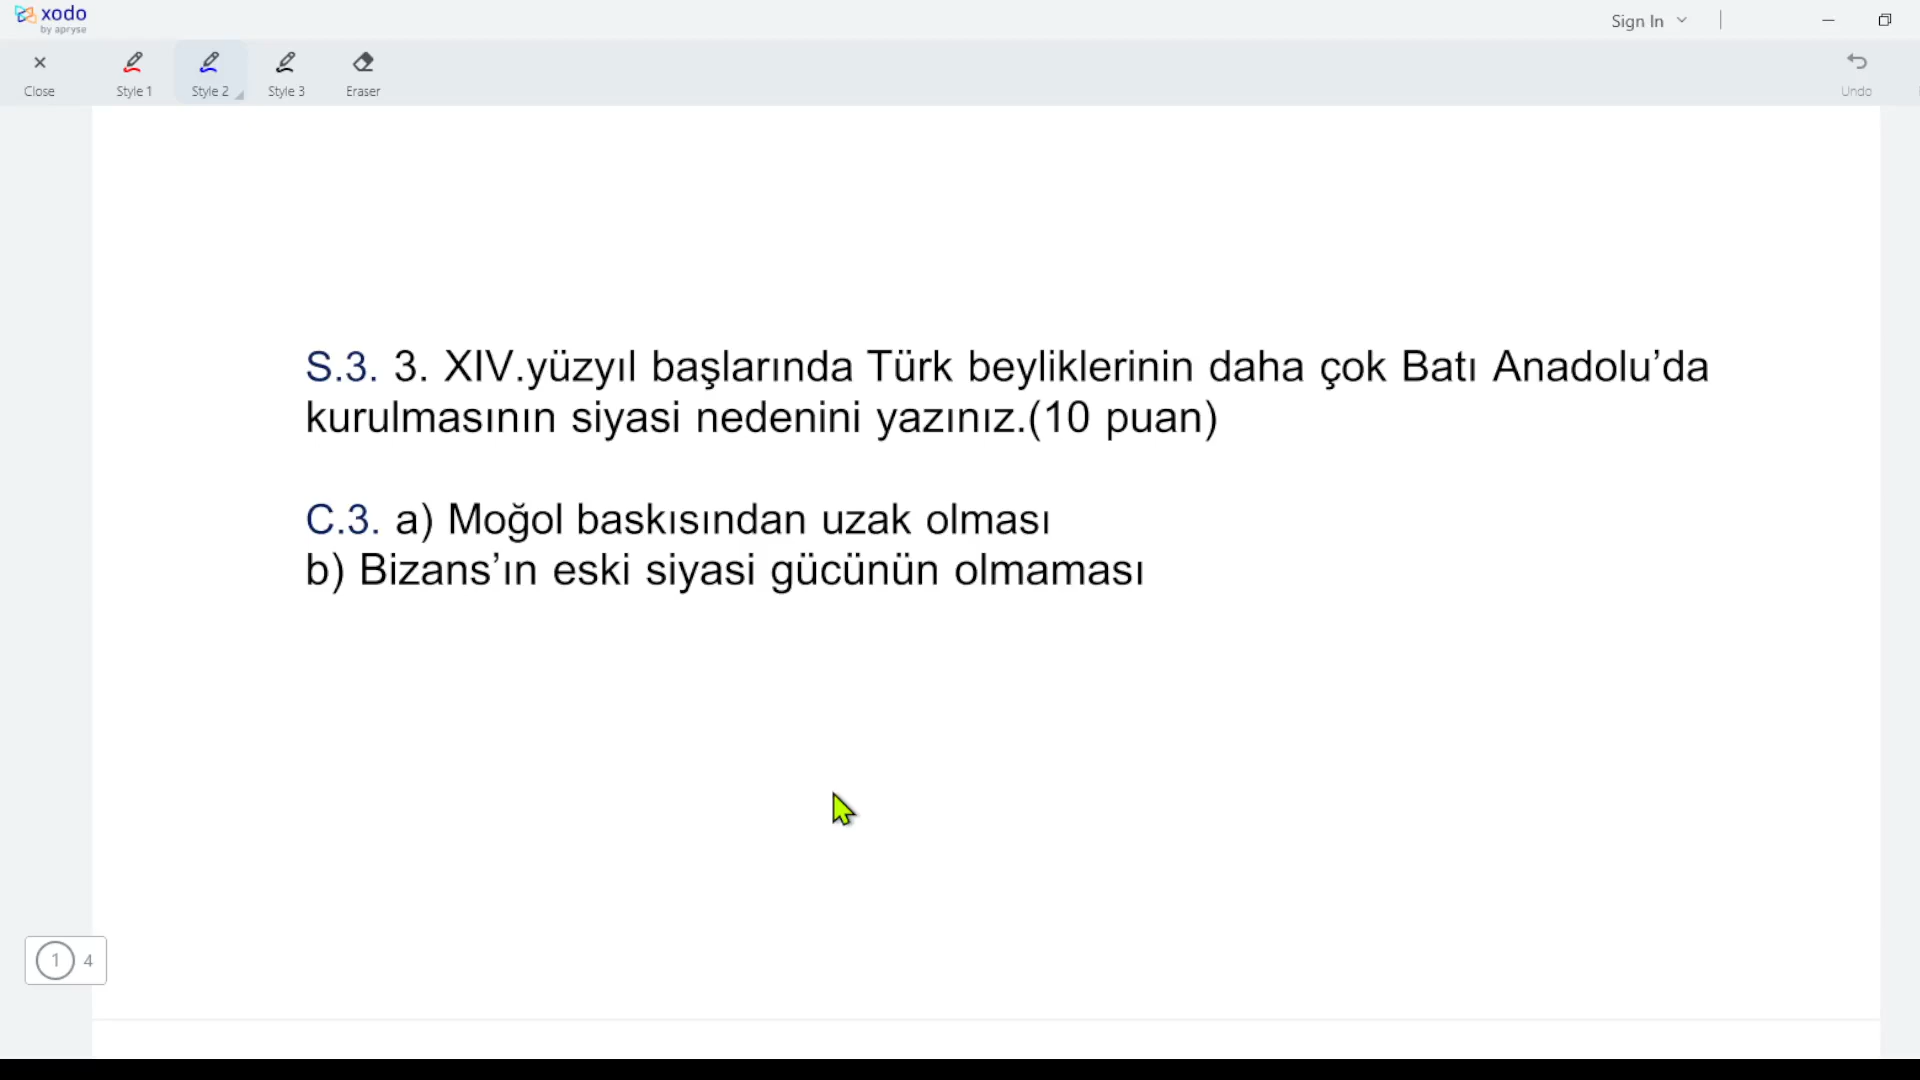 xodo
by apryse
Sign In
Close
Style 1
Style 2
Style 3
Eraser
Undo
S.3. 3. XIV.yüzyıl başlarında Türk beyliklerinin daha çok Batı Anadolu’da
kurulmasının siyasi nedenini yazınız.(10 puan)
C.3. a) Moğol baskısından uzak olması
b) Bizans’ın eski siyasi gücünün olmaması
1 4